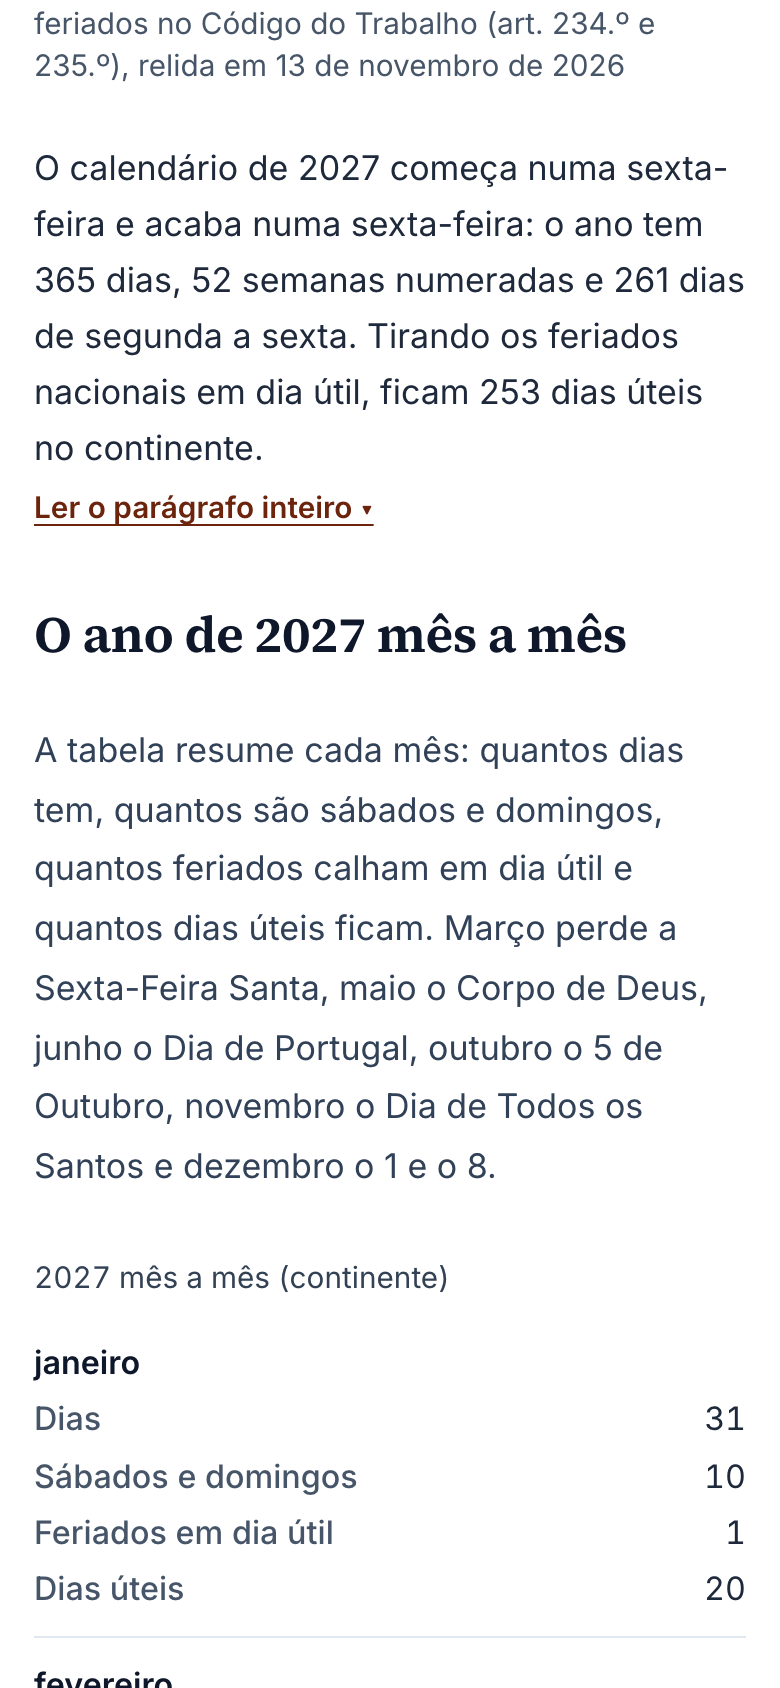 feriados no Código do Trabalho (art. 234.º e
235.º), relida em 13 de novembro de 2026
O calendário de 2027 começa numa sexta-
feira e acaba numa sexta-feira: o ano tem
365 dias, 52 semanas numeradas e 261 dias
de segunda a sexta. Tirando os feriados
nacionais em dia útil, ficam 253 dias úteis
no continente.
Ler o parágrafo inteiro ▾
O ano de 2027 mês a mês
A tabela resume cada mês: quantos dias
tem, quantos são sábados e domingos,
quantos feriados calham em dia útil e
quantos dias úteis ficam. Março perde a
Sexta-Feira Santa, maio o Corpo de Deus,
junho o Dia de Portugal, outubro o 5 de
Outubro, novembro o Dia de Todos os
Santos e dezembro o 1 e o 8.
2027 mês a mês (continente)
janeiro
Dias 31
Sábados e domingos 10
Feriados em dia útil 1
Dias úteis 20
fevereiro